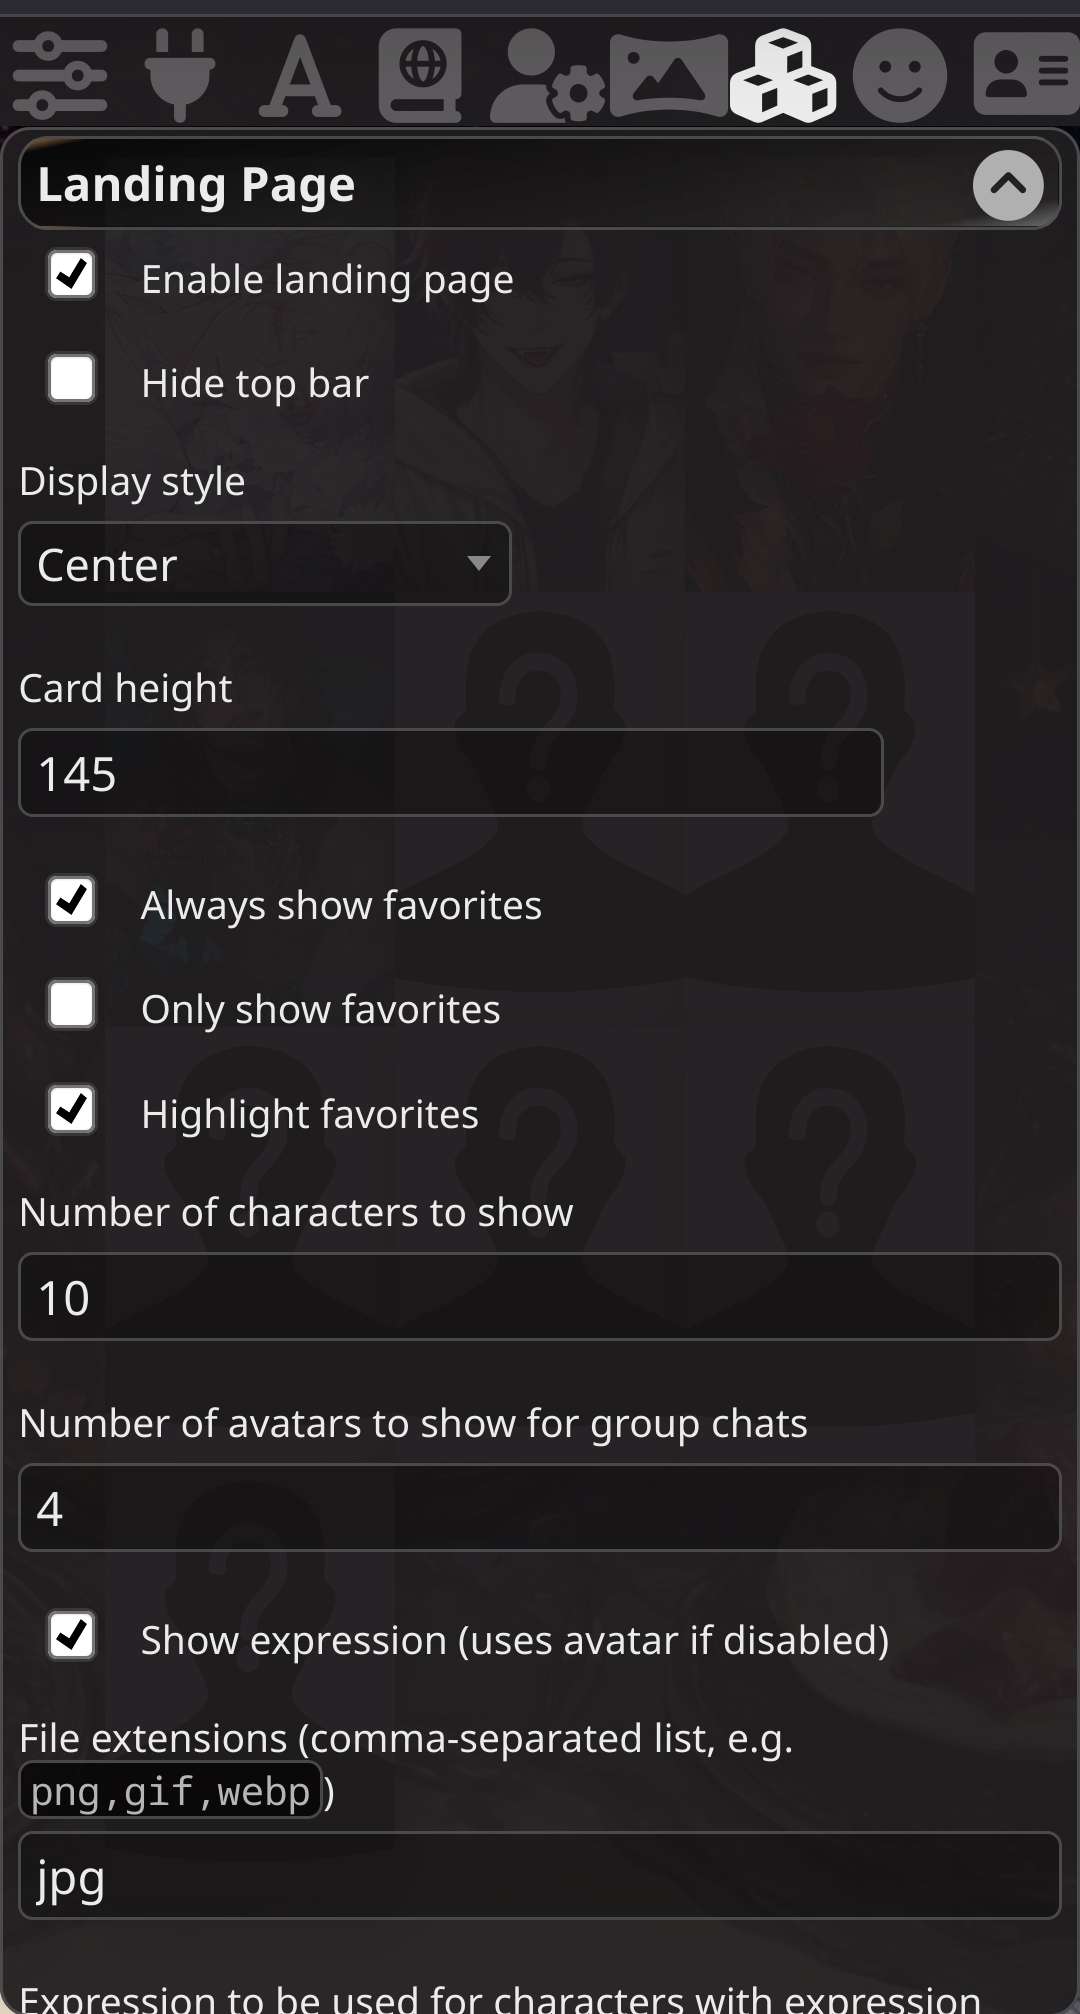 Landing Page
Enable landing page
Hide top bar
Display style
Center
Card height
145
Always show favorites
Only show favorites
Highlight favorites
Number of characters to show
10
Number of avatars to show for group chats
4
Show expression (uses avatar if disabled)
File extensions (comma-separated list, e.g.
png,gif,webp)
jpg
Expression to be used for characters with expression